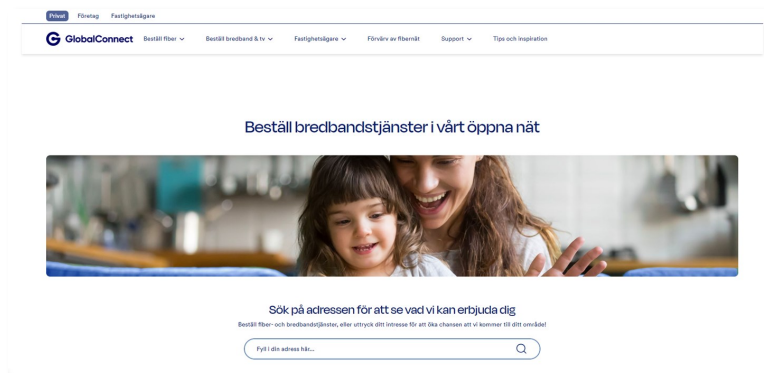 Privat Företag Fastighetsägare
GlobalConnect Beställ fiber Beställ bredband & tv Fastighetsägare Förvärv av fibernät Support Tips och inspiration
Beställ bredbandstjänster i vårt öppna nät
Sök på adressen för att se vad vi kan erbjuda dig
Beställ fiber- och bredbandstjänster, eller uttryck ditt intresse för att öka chansen att vi kommer till ditt område!
Fyll i din adress här...